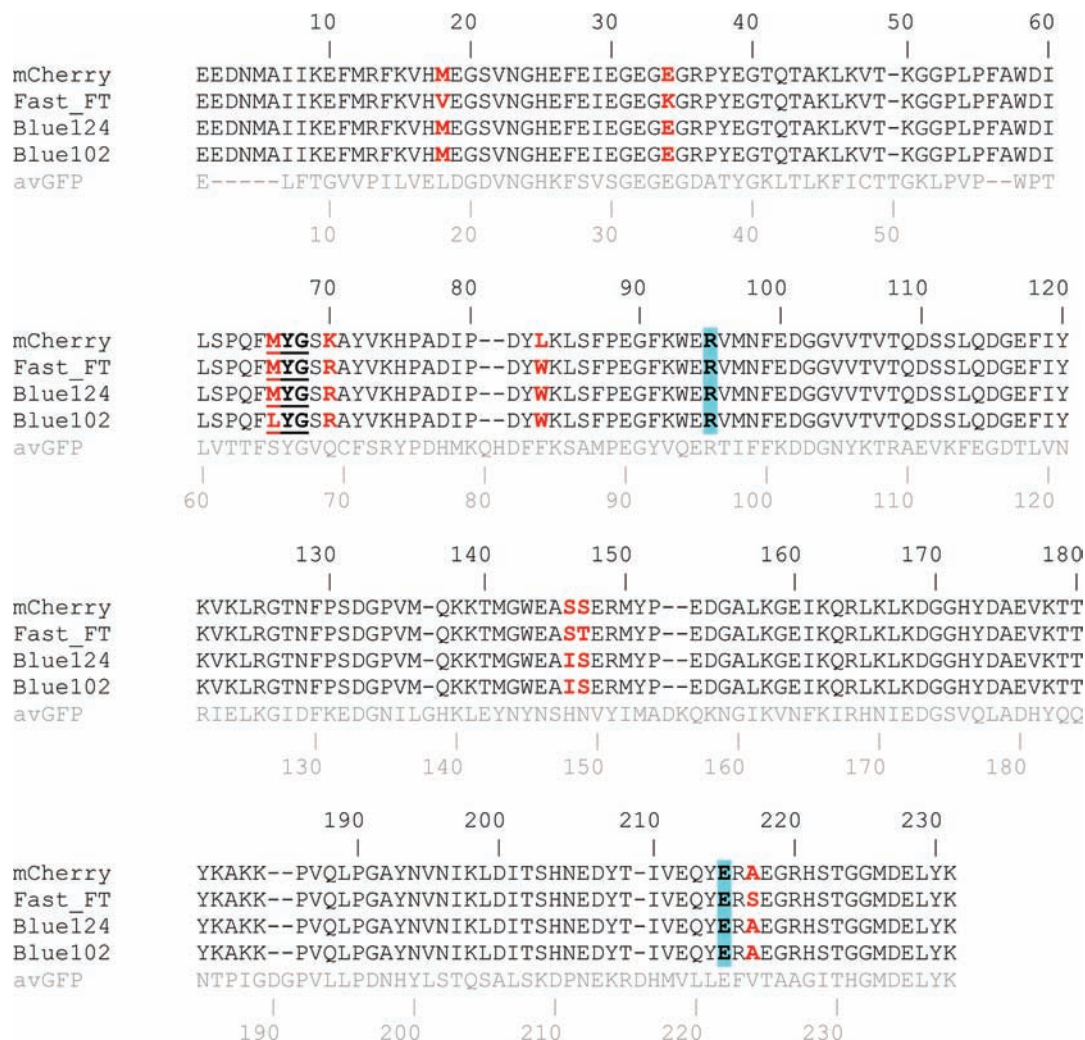 10 20 30 40 50 60
mCherry EEDNMAIIKEFMRFKVHMEGSVNGHEFEIEGEGEGRPYEGTQTAKLKVT-KGGPLPFAWDI
Fast_FT EEDNMAIIKEFMRFKVHVEGSVNGHEFEIEGEGKGRPYEGTQTAKLKVT-KGGPLPFAWDI
Blue124 EEDNMAIIKEFMRFKVHMEGSVNGHEFEIEGEGEGRPYEGTQTAKLKVT-KGGPLPFAWDI
Blue102 EEDNMAIIKEFMRFKVHMEGSVNGHEFEIEGEGEGRPYEGTQTAKLKVT-KGGPLPFAWDI
avGFP E-----LFTGVVPILVELDGDVNGHKFSVSGEGEGDATYGKLTLKFICTTGKLPVP--WPT
10 20 30 40 50
70 80 90 100 110 120
mCherry LSPQFMYGSKAYVKHPADIP--DYLKLSFPEGFKWERVMNFEDGGVVTVTQDSSLQDGEFIY
Fast_FT LSPQFMYGSRAYVKHPADIP--DYWKLSFPEGFKWERVMNFEDGGVVTVTQDSSLQDGEFIY
Blue124 LSPQFMYGSRAYVKHPADIP--DYWKLSFPEGFKWERVMNFEDGGVVTVTQDSSLQDGEFIY
Blue102 LSPQFLYGSRAYVKHPADIP--DYWKLSFPEGFKWERVMNFEDGGVVTVTQDSSLQDGEFIY
avGFP LVTTFSYGVQCFSRYPDHMKQHDFFKSAMPEGYVQERTIFFKDDGNYKTRAEVKFEGDTLVN
60 70 80 90 100 110 120
130 140 150 160 170 180
mCherry KVKLRGTNFPSDGPVM-QKKTMGWEASSERMYP--EDGALKGEIKQRLKLKDGGHYDAEVKTT
Fast_FT KVKLRGTNFPSDGPVM-QKKTMGWEASTERMYP--EDGALKGEIKQRLKLKDGGHYDAEVKTT
Blue124 KVKLRGTNFPSDGPVM-QKKTMGWEAISERMYP--EDGALKGEIKQRLKLKDGGHYDAEVKTT
Blue102 KVKLRGTNFPSDGPVM-QKKTMGWEAISERMYP--EDGALKGEIKQRLKLKDGGHYDAEVKTT
avGFP RIELKGIDFKEDGNILGHKLEYNYNSHNVYIMADKQKNGIKVNFKIRHNIEDGSVQLADHYQQ
130 140 150 160 170 180
190 200 210 220 230
mCherry YKAKK--PVQLPGAYNVNIKLDITSHNEDYT-IVEQYERAEGRHSTGGMDELYK
Fast_FT YKAKK--PVQLPGAYNVNIKLDITSHNEDYT-IVEQYERSEGRHSTGGMDELYK
Blue124 YKAKK--PVQLPGAYNVNIKLDITSHNEDYT-IVEQYERAEGRHSTGGMDELYK
Blue102 YKAKK--PVQLPGAYNVNIKLDITSHNEDYT-IVEQYERAEGRHSTGGMDELYK
avGFP NTPIGDGPVLLPDNHYLSTQSALSKDPNEKRDHMVLLEFVTAAGITHGMDELYK
190 200 210 220 230